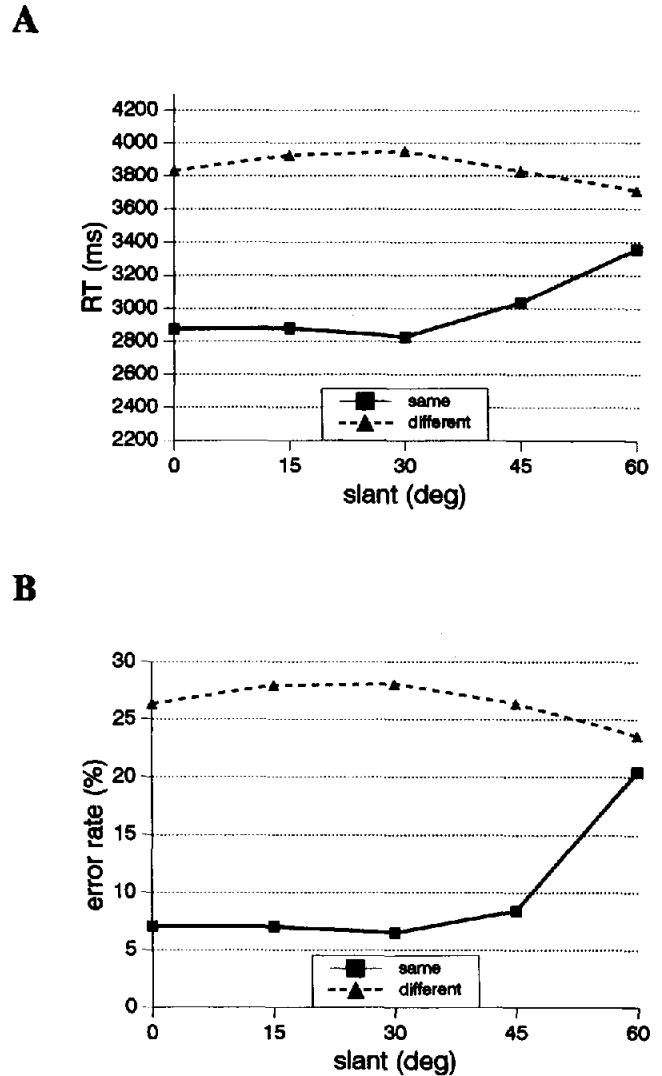 A
4200
4000
3800
3600
3400
3200
3000
2800
2600
2400
2200
RT (ms)
same
different
0 15 30 45 60
slant (deg)
B
30
25
20
15
10
5
0
error rate (%)
same
different
0 15 30 45 60
slant (deg)